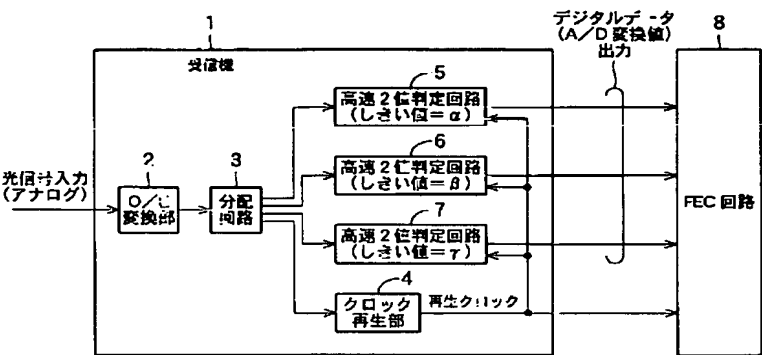 1
受信機
デジタルデータ
(A/D変換値)
出力
8
5
高速2値判定回路
(しきい値=α)
6
高速2値判定回路
(しきい値=β)
7
高速2値判定回路
(しきい値=γ)
光信号入力
(アナログ)
2
O/E
変換部
3
分配
回路
4
クロック
再生部
再生クロック
FEC回路